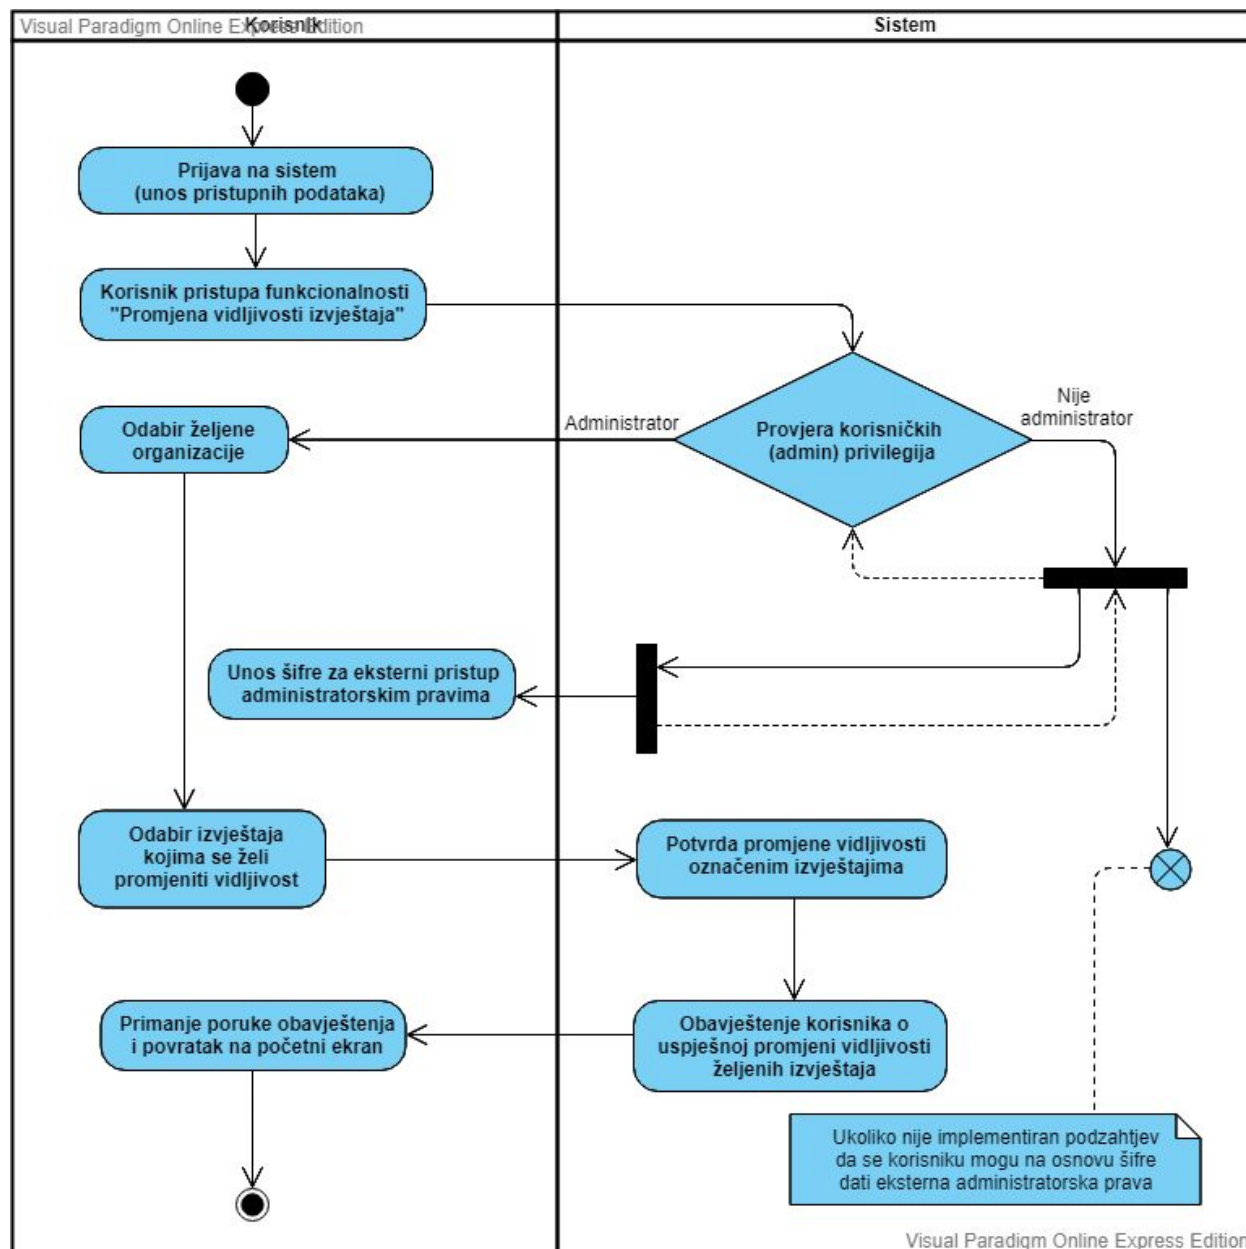 Visual Paradigm Online Express Edition
Korisnik
Sistem
Prijava na sistem
(unos pristupnih podataka)
Korisnik pristupa funkcionalnosti
"Promjena vidljivosti izvještaja"
Odabir željene
organizacije
Administrator
Provjera korisničkih
(admin) privilegija
Nije
administrator
Unos šifre za eksterni pristup
administratorskim pravima
Odabir izvještaja
kojima se želi
promjeniti vidljivost
Potvrda promjene vidljivosti
označenim izvještajima
Primanje poruke obavještenja
i povratak na početni ekran
Obavještenje korisnika o
uspješnoj promjeni vidljivosti
željenih izvještaja
Ukoliko nije implementiran podzahtjev
da se korisniku mogu na osnovu šifre
dati eksterna administratorska prava
Visual Paradigm Online Express Edition